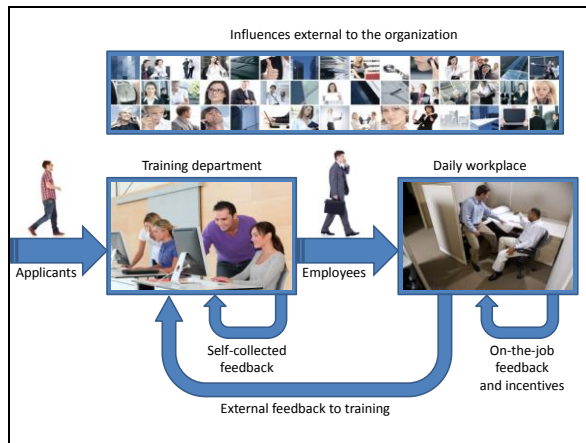 Influences external to the organization
Training department
Daily workplace
Applicants
Employees
Self-collected
feedback
On-the-job
feedback
and incentives
External feedback to training